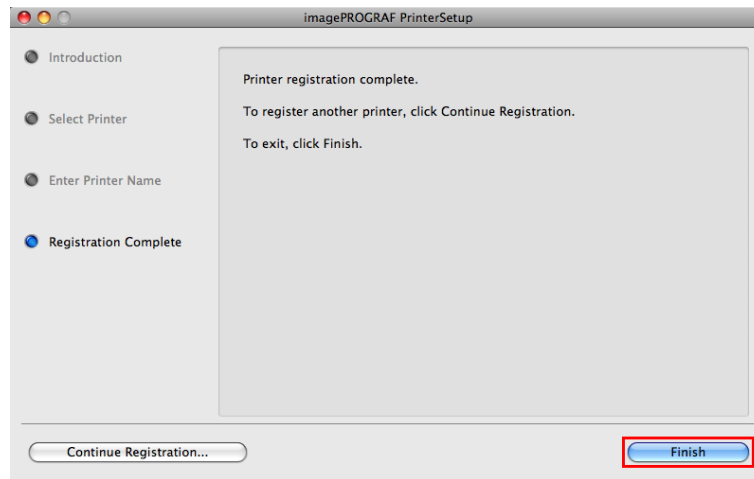 imagePROGRAF PrinterSetup
Introduction
Select Printer
Enter Printer Name
Registration Complete
Printer registration complete.
To register another printer, click Continue Registration.
To exit, click Finish.
Continue Registration...
Finish